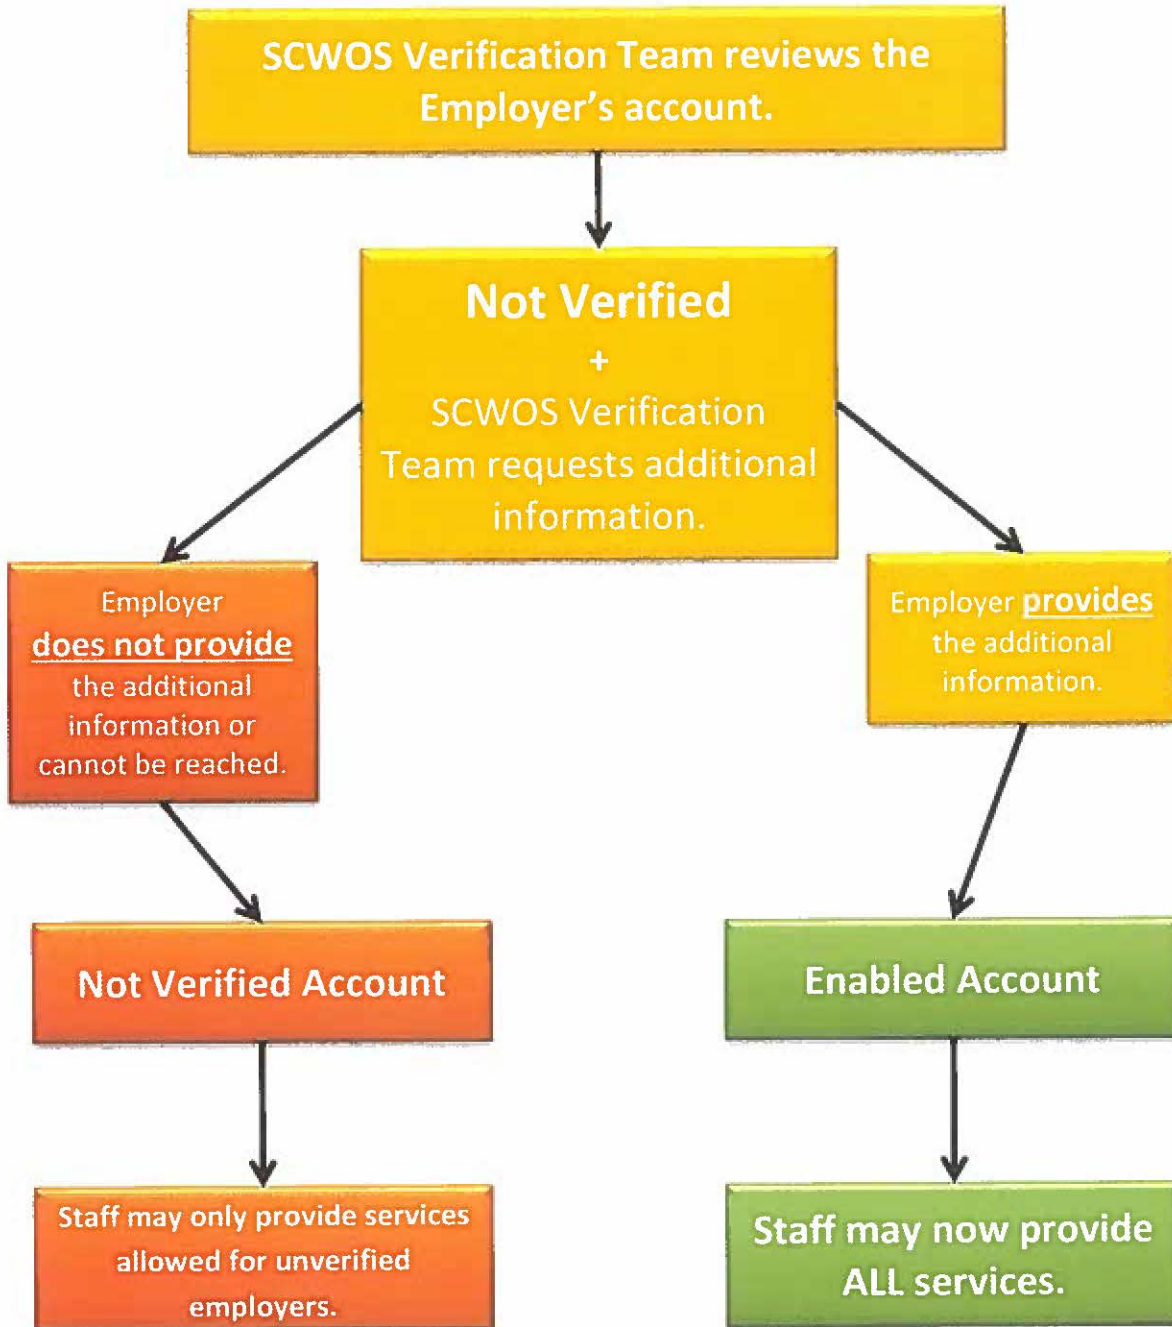 SCWOS Verification Team reviews the
Employer's account.
Not Verified
+
SCWOS Verification
Team requests additional
information.
Employer
does not provide
the additional
information or
cannot be reached.
Employer provides
the additional
information.
Not Verified Account
Enabled Account
Staff may only provide services
allowed for unverified
employers.
Staff may now provide
ALL services.